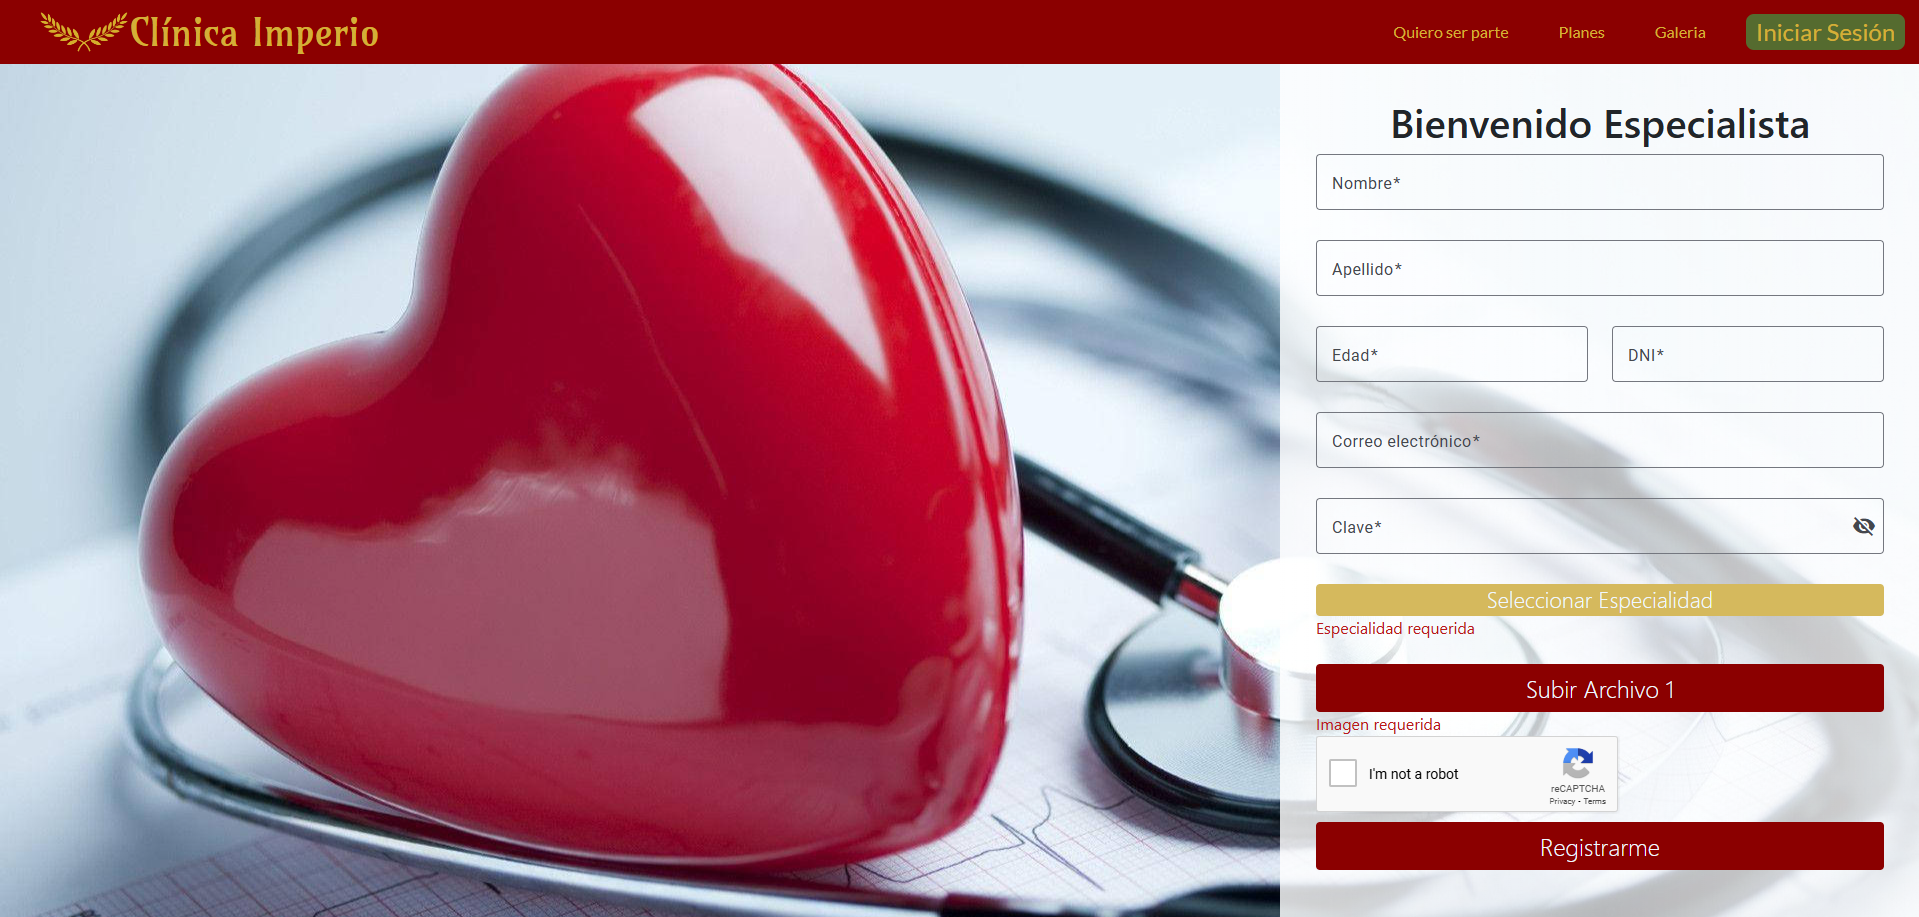 Clínica Imperio
Quiero ser parte
Planes
Galeria
Iniciar Sesión
Bienvenido Especialista
Nombre*
Apellido*
Edad*
DNI*
Correo electrónico*
Clave*
Seleccionar Especialidad
Especialidad requerida
Subir Archivo 1
Imagen requerida
I'm not a robot
reCAPTCHA
Privacy - Terms
Registrarme